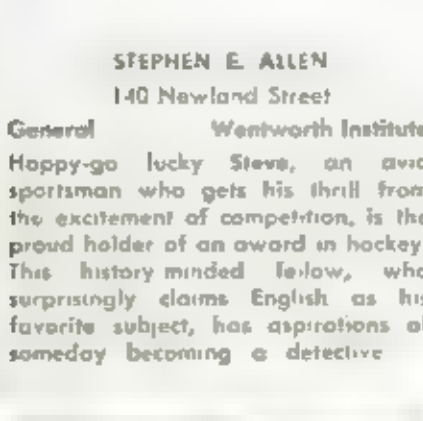 STEPHEN E. ALLEN
140 Newland Street
General Wentworth Institute
Happy-go lucky Steve, an avid
sportsman who gets his thrill from
the excitement of competition, is the
proud holder of an award in hockey.
This history minded fellow, who
surprisingly claims English as his
favorite subject, has aspirations of
someday becoming a detective